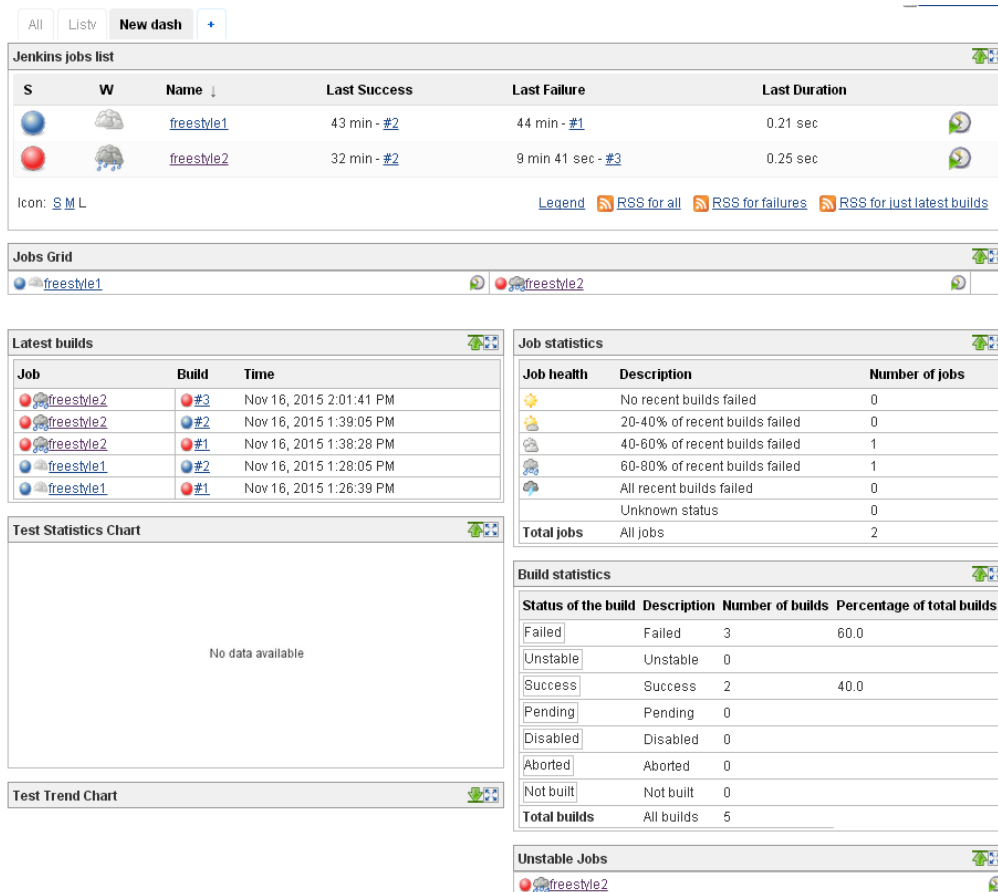 All Listv New dash +
Jenkins jobs list
S W Name ↓ Last Success Last Failure Last Duration
freestyle1 43 min - #2 44 min - #1 0.21 sec
freestyle2 32 min - #2 9 min 41 sec - #3 0.25 sec
Icon: S M L Legend RSS for all RSS for failures RSS for just latest builds
Jobs Grid
freestyle1 freestyle2
Latest builds
Job Build Time
freestyle2 #3 Nov 16, 2015 2:01:41 PM
freestyle2 #2 Nov 16, 2015 1:39:05 PM
freestyle2 #1 Nov 16, 2015 1:38:28 PM
freestyle1 #2 Nov 16, 2015 1:28:05 PM
freestyle1 #1 Nov 16, 2015 1:26:39 PM
Test Statistics Chart
No data available
Test Trend Chart
Job statistics
Job health Description Number of jobs
No recent builds failed 0
20-40% of recent builds failed 0
40-60% of recent builds failed 1
60-80% of recent builds failed 1
All recent builds failed 0
Unknown status 0
Total jobs All jobs 2
Build statistics
Status of the build Description Number of builds Percentage of total builds
Failed Failed 3 60.0
Unstable Unstable 0
Success Success 2 40.0
Pending Pending 0
Disabled Disabled 0
Aborted Aborted 0
Not built Not built 0
Total builds All builds 5
Unstable Jobs
freestyle2